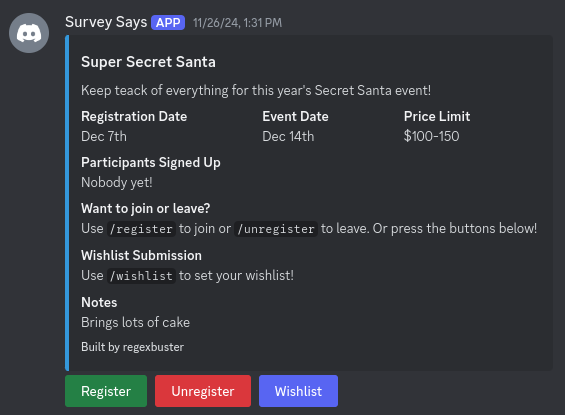 Survey Says APP 11/26/24, 1:31 PM
Super Secret Santa
Keep teack of everything for this year's Secret Santa event!
Registration Date Event Date Price Limit
Dec 7th Dec 14th $100-150
Participants Signed Up
Nobody yet!
Want to join or leave?
Use /register to join or /unregister to leave. Or press the buttons below!
Wishlist Submission
Use /wishlist to set your wishlist!
Notes
Brings lots of cake
Built by regexbuster
Register Unregister Wishlist